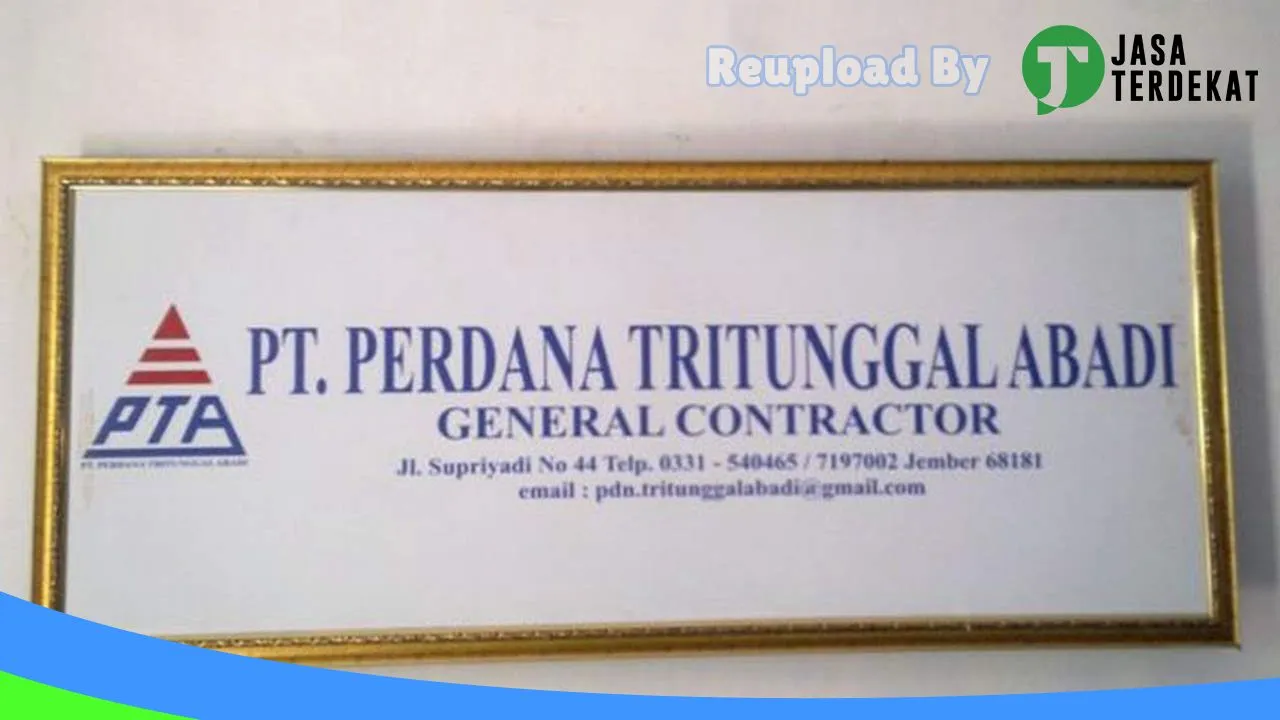 Reupload By
JASA
TERDEKAT
PT. PERDANA TRITUNGGAL ABADI
GENERAL CONTRACTOR
Jl. Supriyadi No 44 Telp. 0331 - 540465 / 7197002 Jember 68181
email : pdn.tritunggalabadi@gmail.com
PTA
PT. PERDANA TRITUNGGAL ABADI